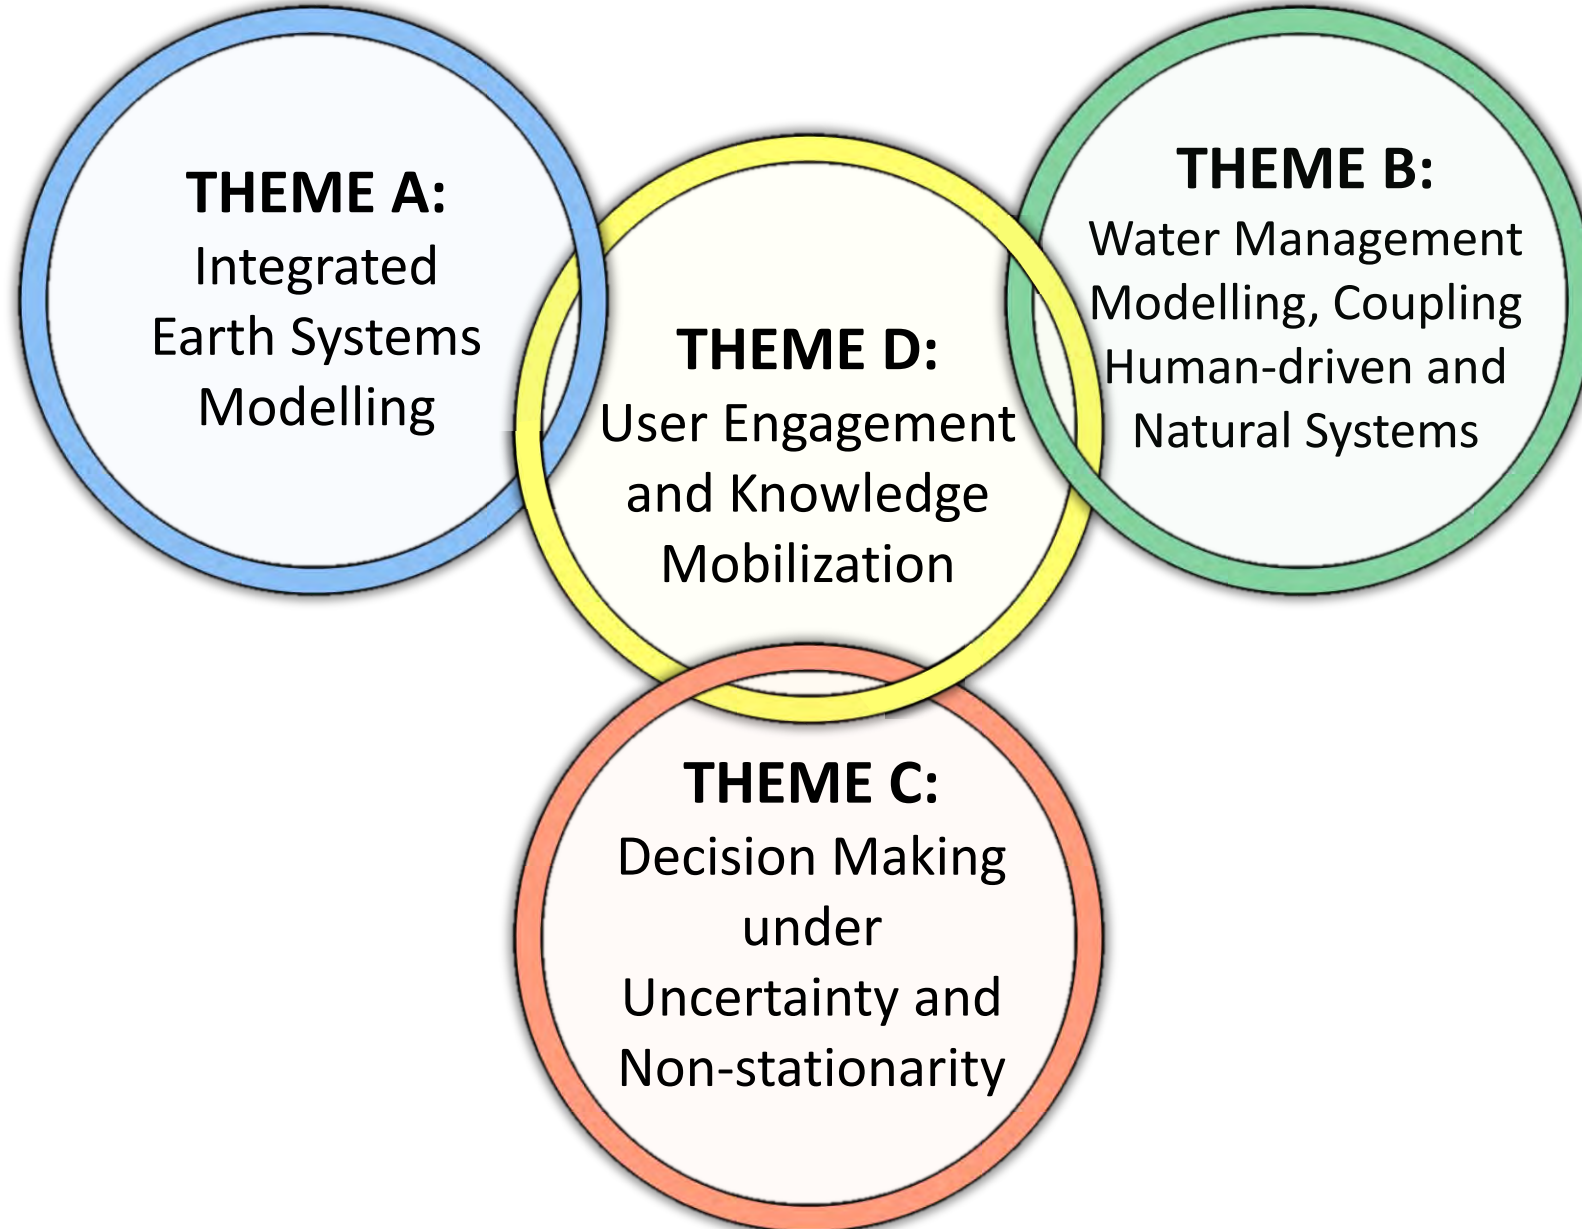 THEME A:
Integrated
Earth Systems
Modelling
THEME B:
Water Management
Modelling, Coupling
Human-driven and
Natural Systems
THEME D:
User Engagement
and Knowledge
Mobilization
THEME C:
Decision Making
under
Uncertainty and
Non-stationarity